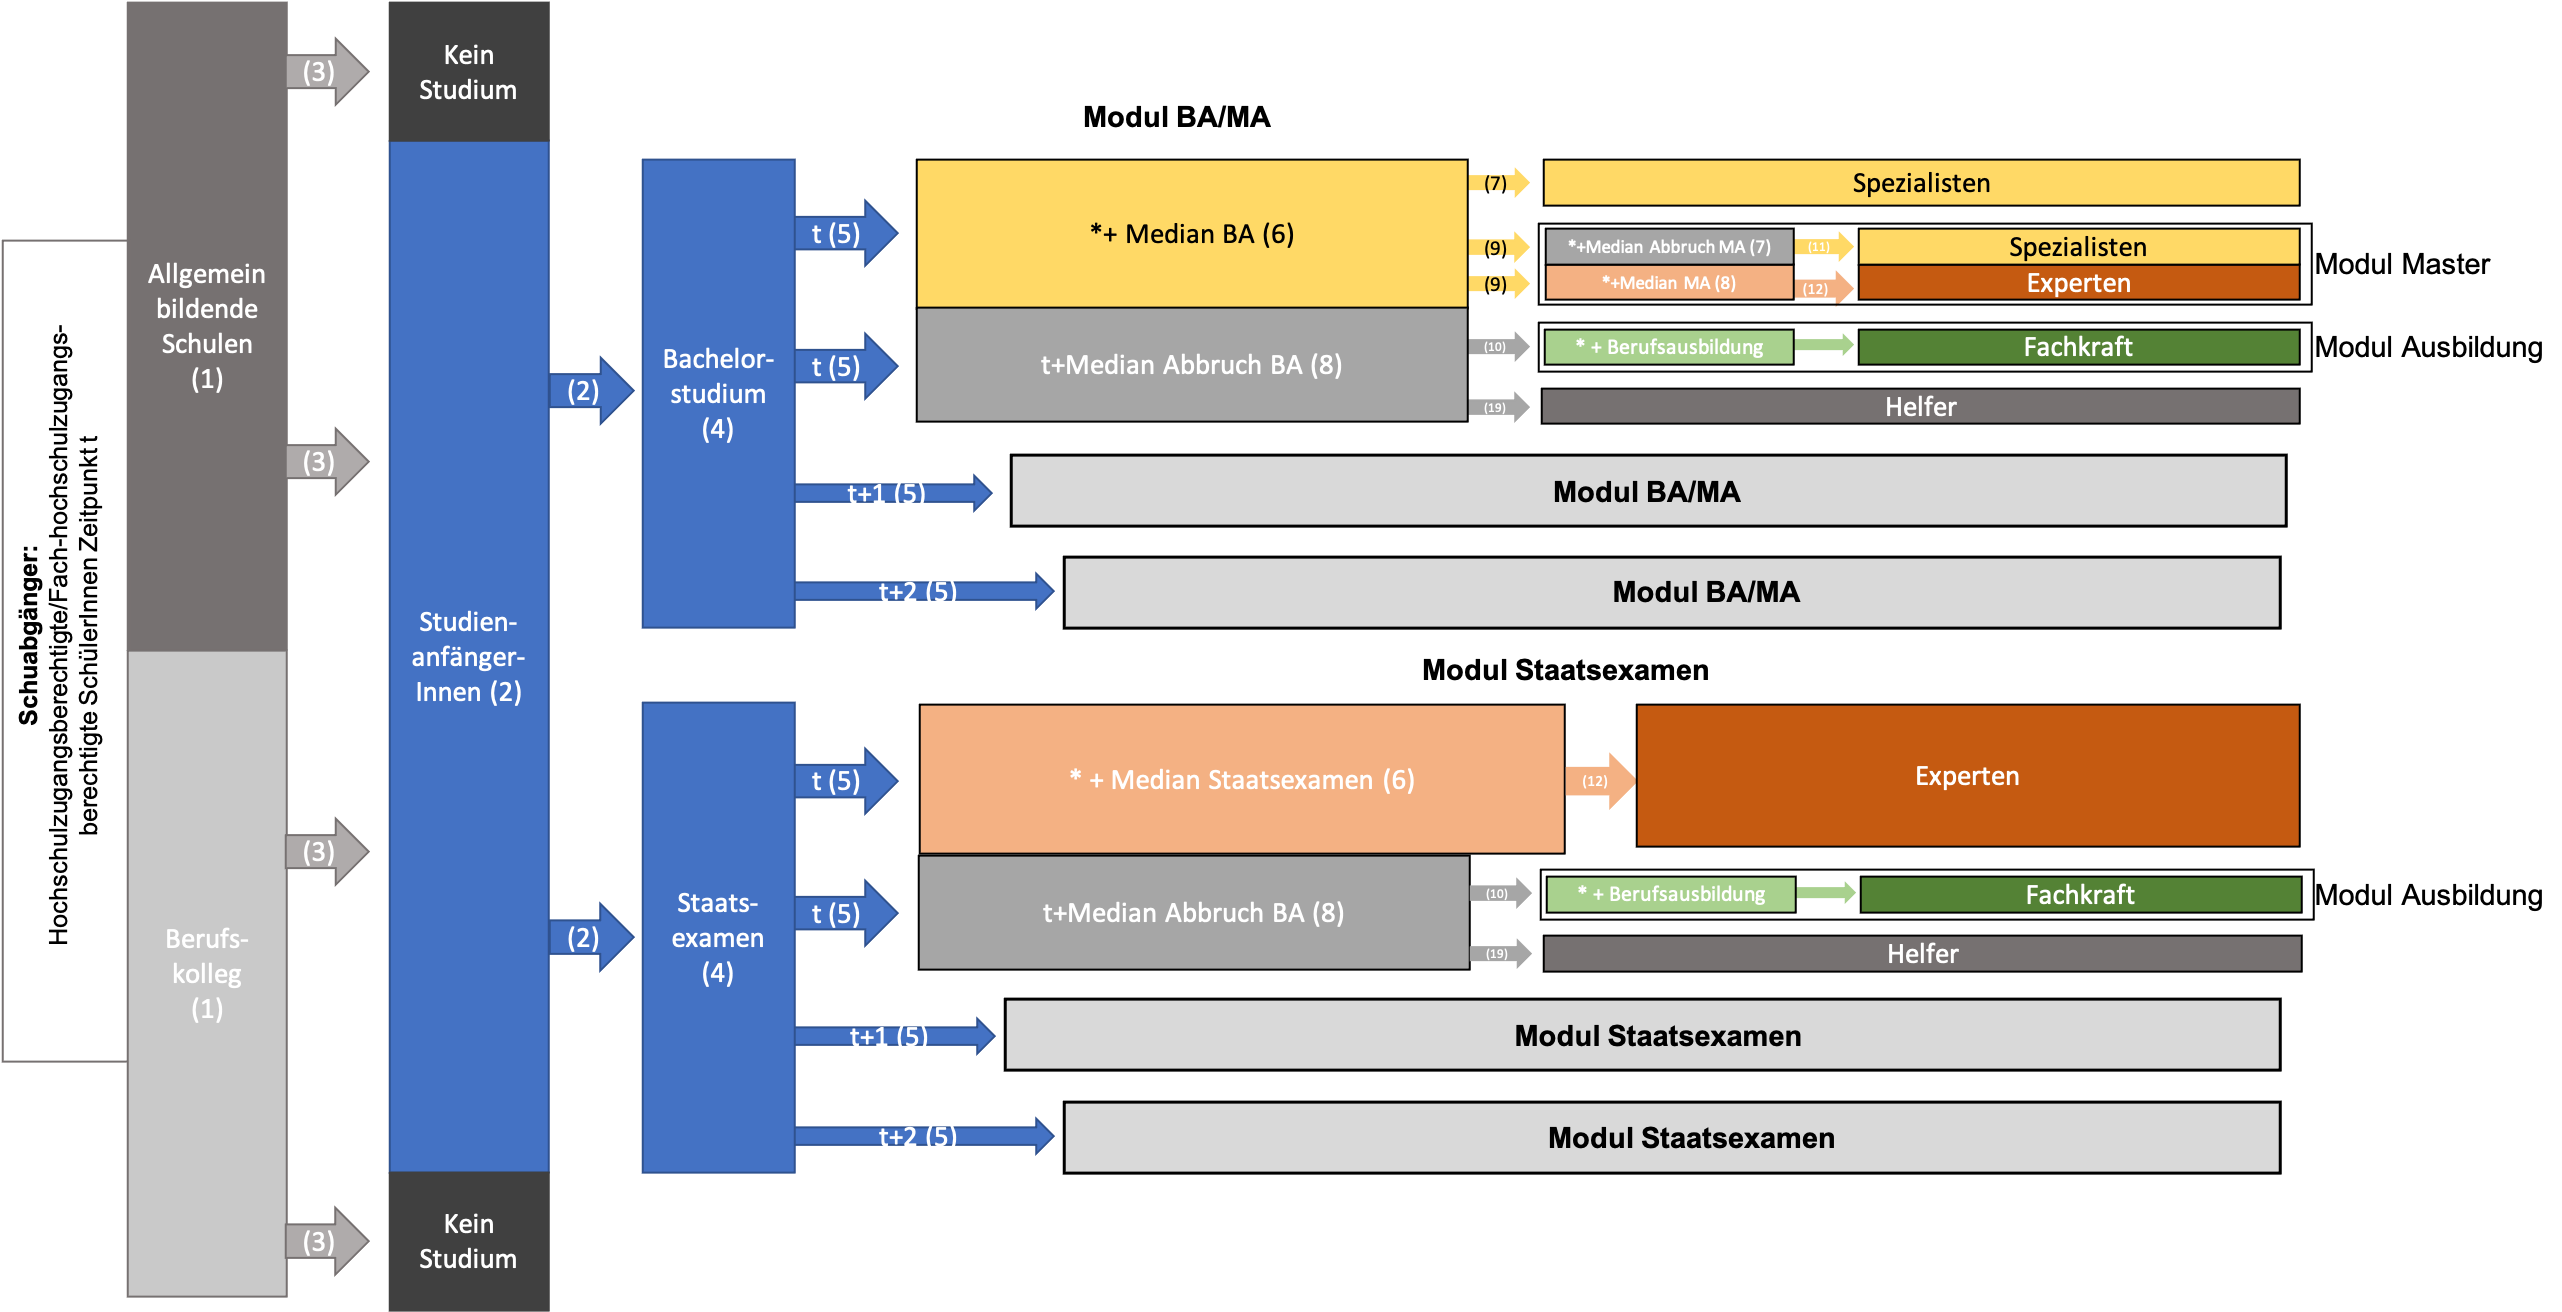 Schuabgänger:
Hochschulzugangsberechtigte/Fach-hochschulzugangs-
berechtigte SchülerInnen Zeitpunkt t
Allgemein
bildende
Schulen
(1)
Berufs-
kolleg
(1)
(3)
(3)
(3)
(3)
Kein
Studium
Studien-
anfänger-
Innen (2)
Kein
Studium
(2)
(2)
Modul BA/MA
Bachelor-
studium
(4)
t (5)
*+ Median BA (6)
(7)
Spezialisten
(9)
*+Median Abbruch MA (7)
(11)
Spezialisten
(9)
*+Median MA (8)
(12)
Experten
Modul Master
t (5)
t+Median Abbruch BA (8)
(10)
* + Berufsausbildung
Fachkraft
Modul Ausbildung
(19)
Helfer
t+1 (5)
Modul BA/MA
t+2 (5)
Modul BA/MA
Modul Staatsexamen
Staats-
examen
(4)
t (5)
* + Median Staatsexamen (6)
(12)
Experten
t (5)
t+Median Abbruch BA (8)
(10)
* + Berufsausbildung
Fachkraft
Modul Ausbildung
(19)
Helfer
t+1 (5)
Modul Staatsexamen
t+2 (5)
Modul Staatsexamen